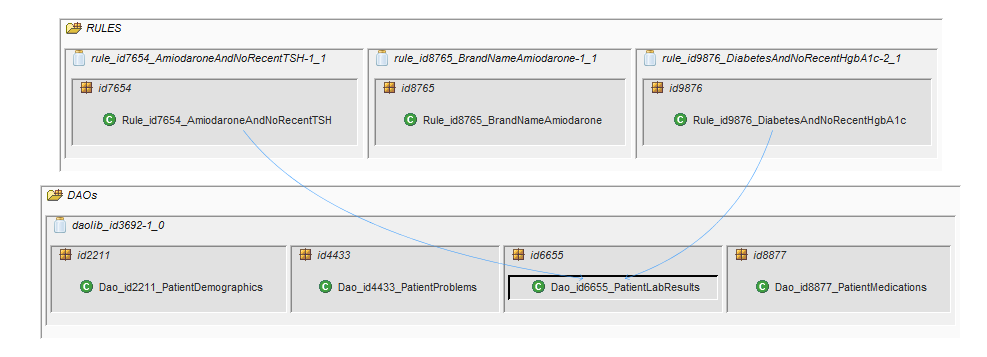 RULES
rule_id7654_AmiodaroneAndNoRecentTSH-1_1
rule_id8765_BrandNameAmiodarone-1_1
rule_id9876_DiabetesAndNoRecentHgbA1c-2_1
id7654
id8765
id9876
C Rule_id7654_AmiodaroneAndNoRecentTSH
C Rule_id8765_BrandNameAmiodarone
C Rule_id9876_DiabetesAndNoRecentHgbA1c
DAOs
daolib_id3692-1_0
id2211
id4433
id6655
id8877
C Dao_id2211_PatientDemographics
C Dao_id4433_PatientProblems
C Dao_id6655_PatientLabResults
C Dao_id8877_PatientMedications